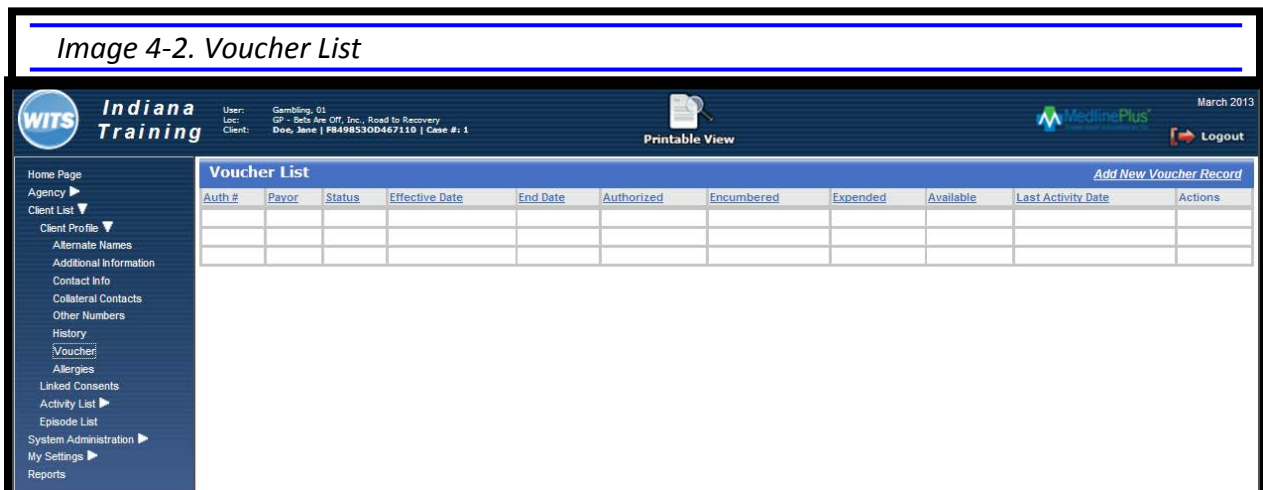 Image 4-2. Voucher List
WITS
Indiana
Training
User: Gambling, 01
Loc: GP - Bets Are Off, Inc., Road to Recovery
Client: Doe, Jane | F849853OD467110 | Case #: 1
Printable View
MedlinePlus
March 2013
Logout
Home Page
Agency
Client List
Client Profile
Alternate Names
Additional Information
Contact Info
Collateral Contacts
Other Numbers
History
Voucher
Allergies
Linked Consents
Activity List
Episode List
System Administration
My Settings
Reports
Voucher List Add New Voucher Record
Auth # Payor Status Effective Date End Date Authorized Encumbered Expended Available Last Activity Date Actions